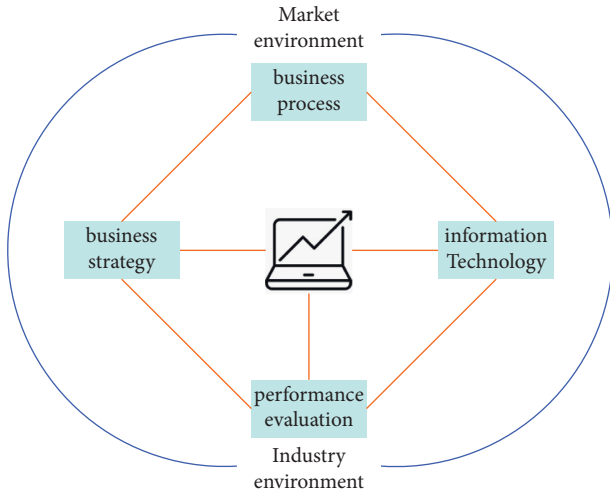 Market
environment
business
process
business
strategy
information
Technology
performance
evaluation
Industry
environment